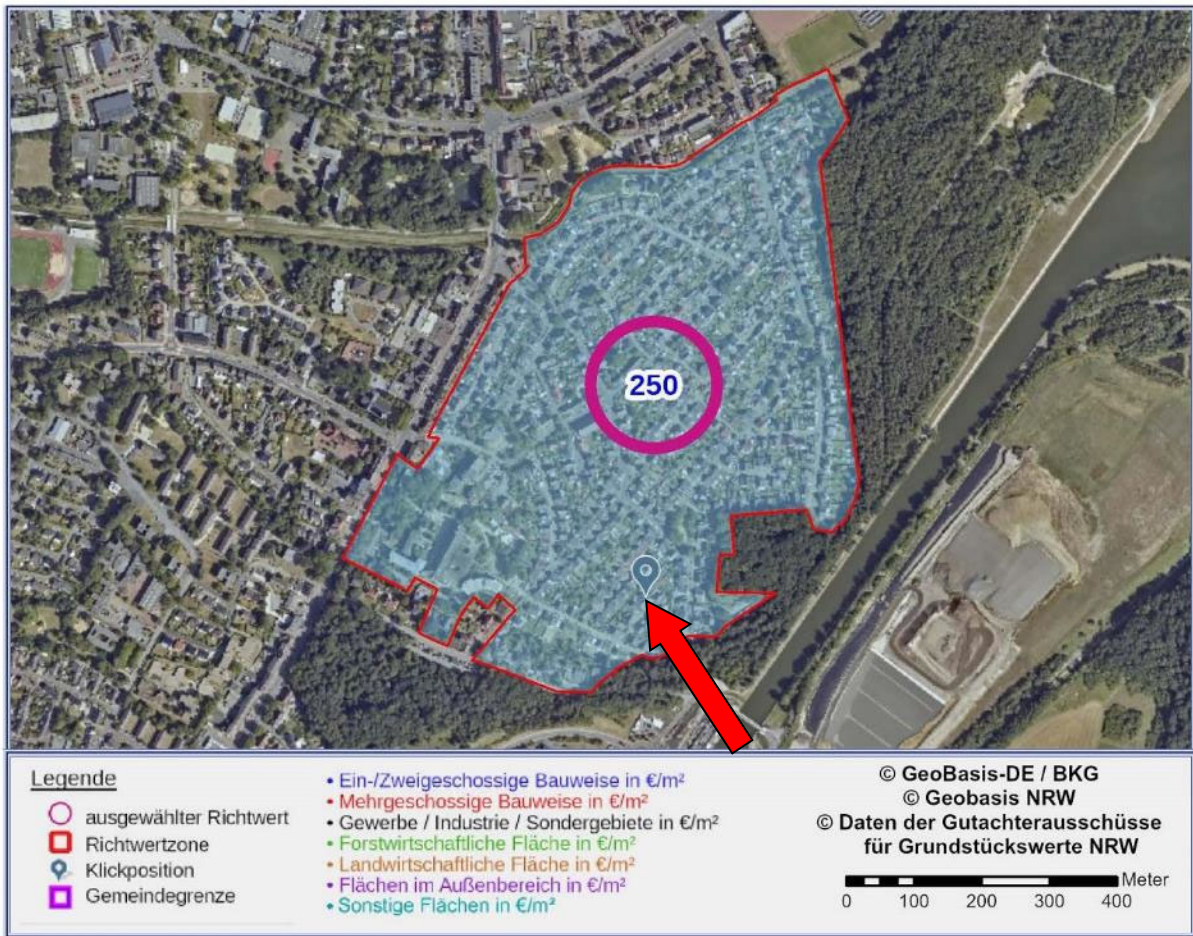 250
Legende
ausgewählter Richtwert
Richtwertzone
Klickposition
Gemeindegrenze
• Ein-/Zweigeschossige Bauweise in €/m²
• Mehrgeschossige Bauweise in €/m²
• Gewerbe / Industrie / Sondergebiete in €/m²
• Forstwirtschaftliche Fläche in €/m²
• Landwirtschaftliche Fläche in €/m²
• Flächen im Außenbereich in €/m²
• Sonstige Flächen in €/m²
© GeoBasis-DE / BKG
© Geobasis NRW
© Daten der Gutachterausschüsse
für Grundstückswerte NRW
Meter
0 100 200 300 400